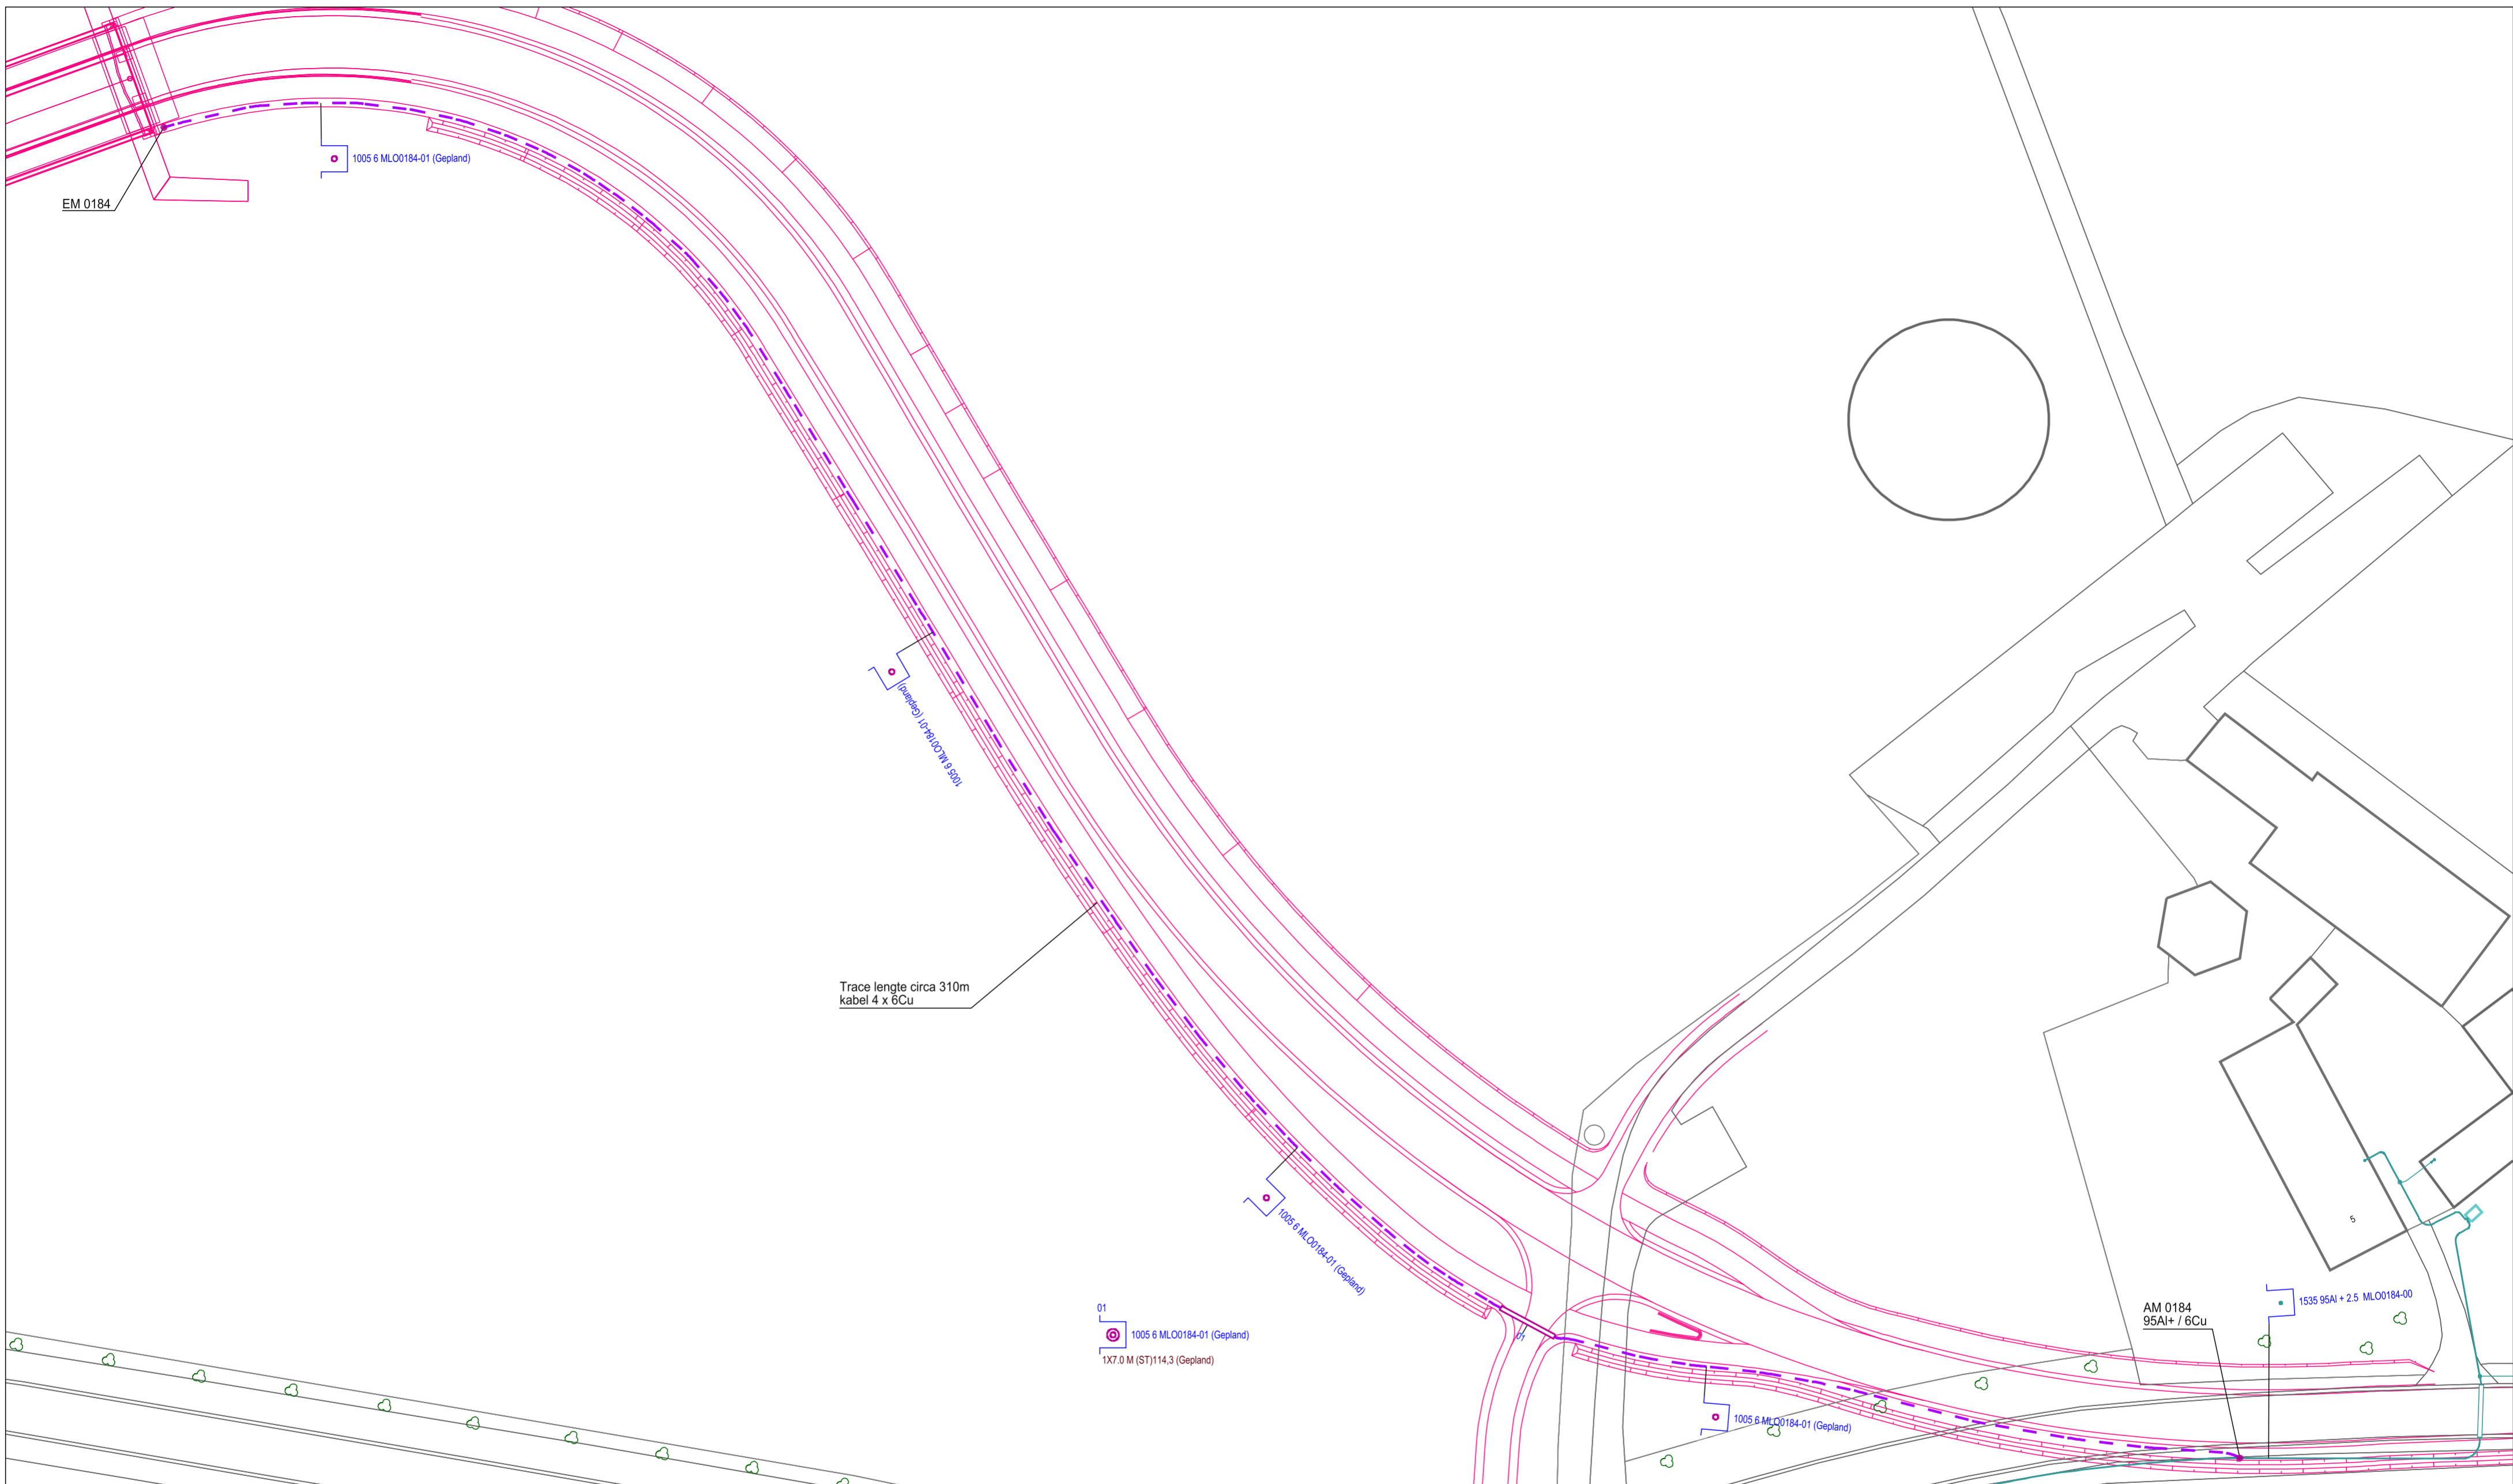 1005 6 MLO0184-01 (Gepland)
EM 0184
1005 6 MLO0184-01 (Gepland)
Trace lengte circa 310m
kabel 4 x 6Cu
1005 6 MLO0184-01 (Gepland)
5
01
1005 6 MLO0184-01 (Gepland)
1X7.0 M (ST)114,3 (Gepland)
01
1535 95Al + 2.5 MLO0184-00
AM 0184
95Al+ / 6Cu
1005 6 MLO0184-01 (Gepland)